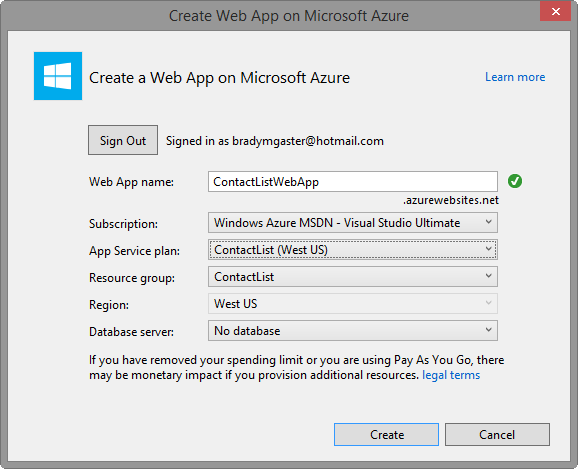 Create Web App on Microsoft Azure
Create a Web App on Microsoft Azure
Learn more
Sign Out
Signed in as bradymgaster@hotmail.com
Web App name:
ContactListWebApp
.azurewebsites.net
Subscription:
Windows Azure MSDN - Visual Studio Ultimate
App Service plan:
ContactList (West US)
Resource group:
ContactList
Region:
West US
Database server:
No database
If you have removed your spending limit or you are using Pay As You Go, there
may be monetary impact if you provision additional resources. legal terms
Create
Cancel